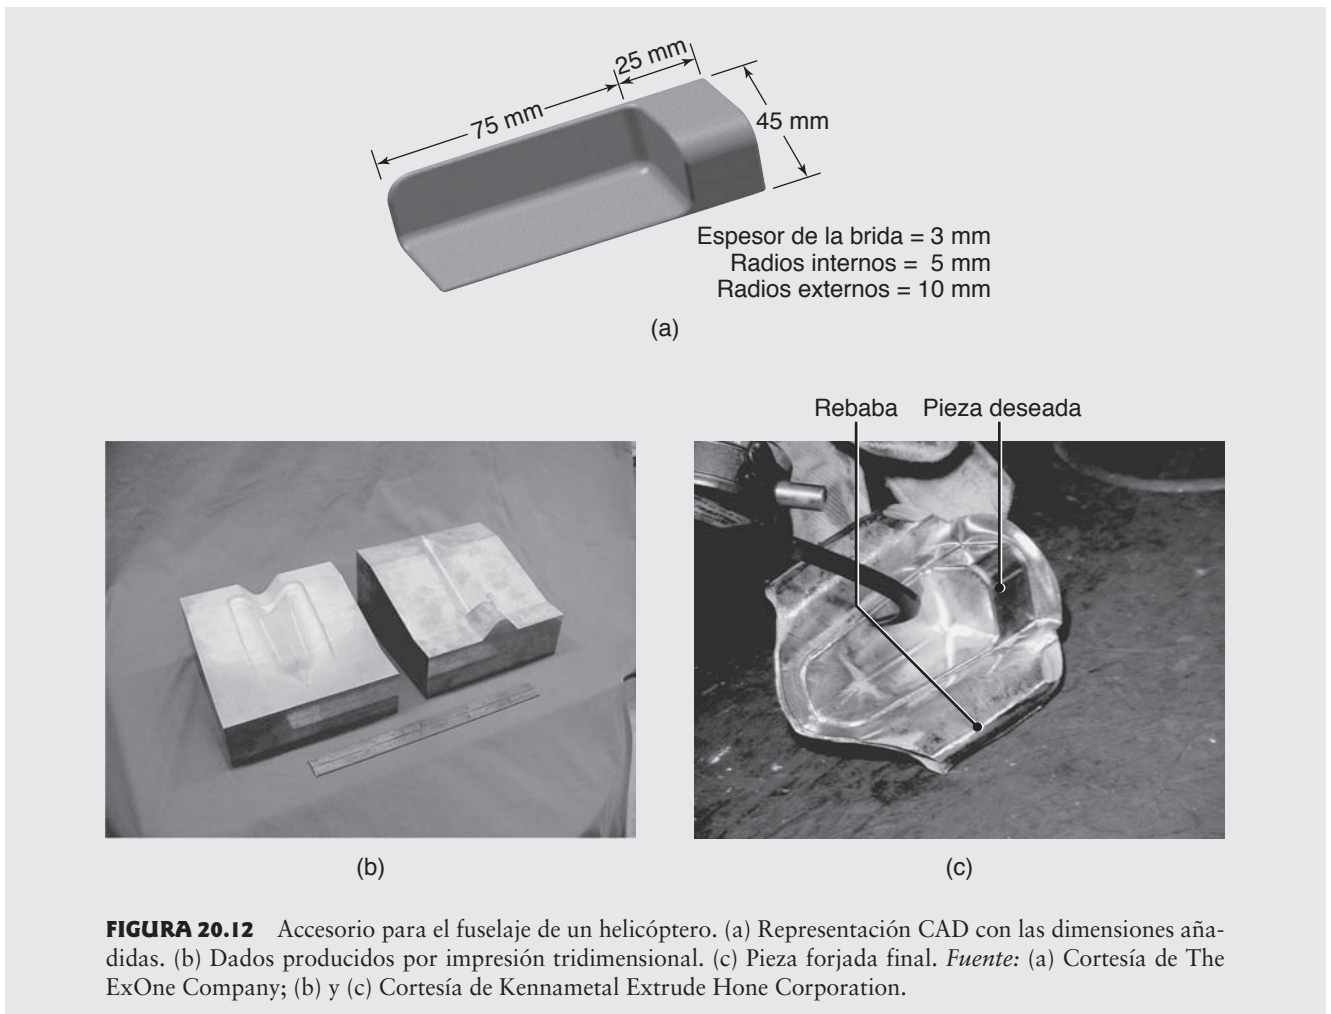 25 mm
75 mm
45 mm
Espesor de la brida = 3 mm
Radios internos = 5 mm
Radios externos = 10 mm
(a)
Rebaba Pieza deseada
(b) (c)
FIGURA 20.12 Accesorio para el fuselaje de un helicóptero. (a) Representación CAD con las dimensiones aña-
didas. (b) Dados producidos por impresión tridimensional. (c) Pieza forjada final. Fuente: (a) Cortesía de The
ExOne Company; (b) y (c) Cortesía de Kennametal Extrude Hone Corporation.